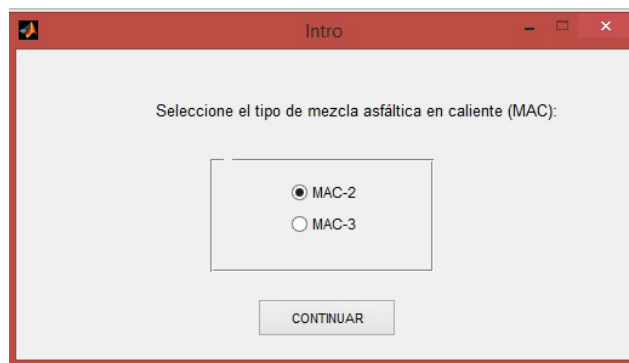 Intro
Seleccione el tipo de mezcla asfáltica en caliente (MAC):
MAC-2
MAC-3
CONTINUAR